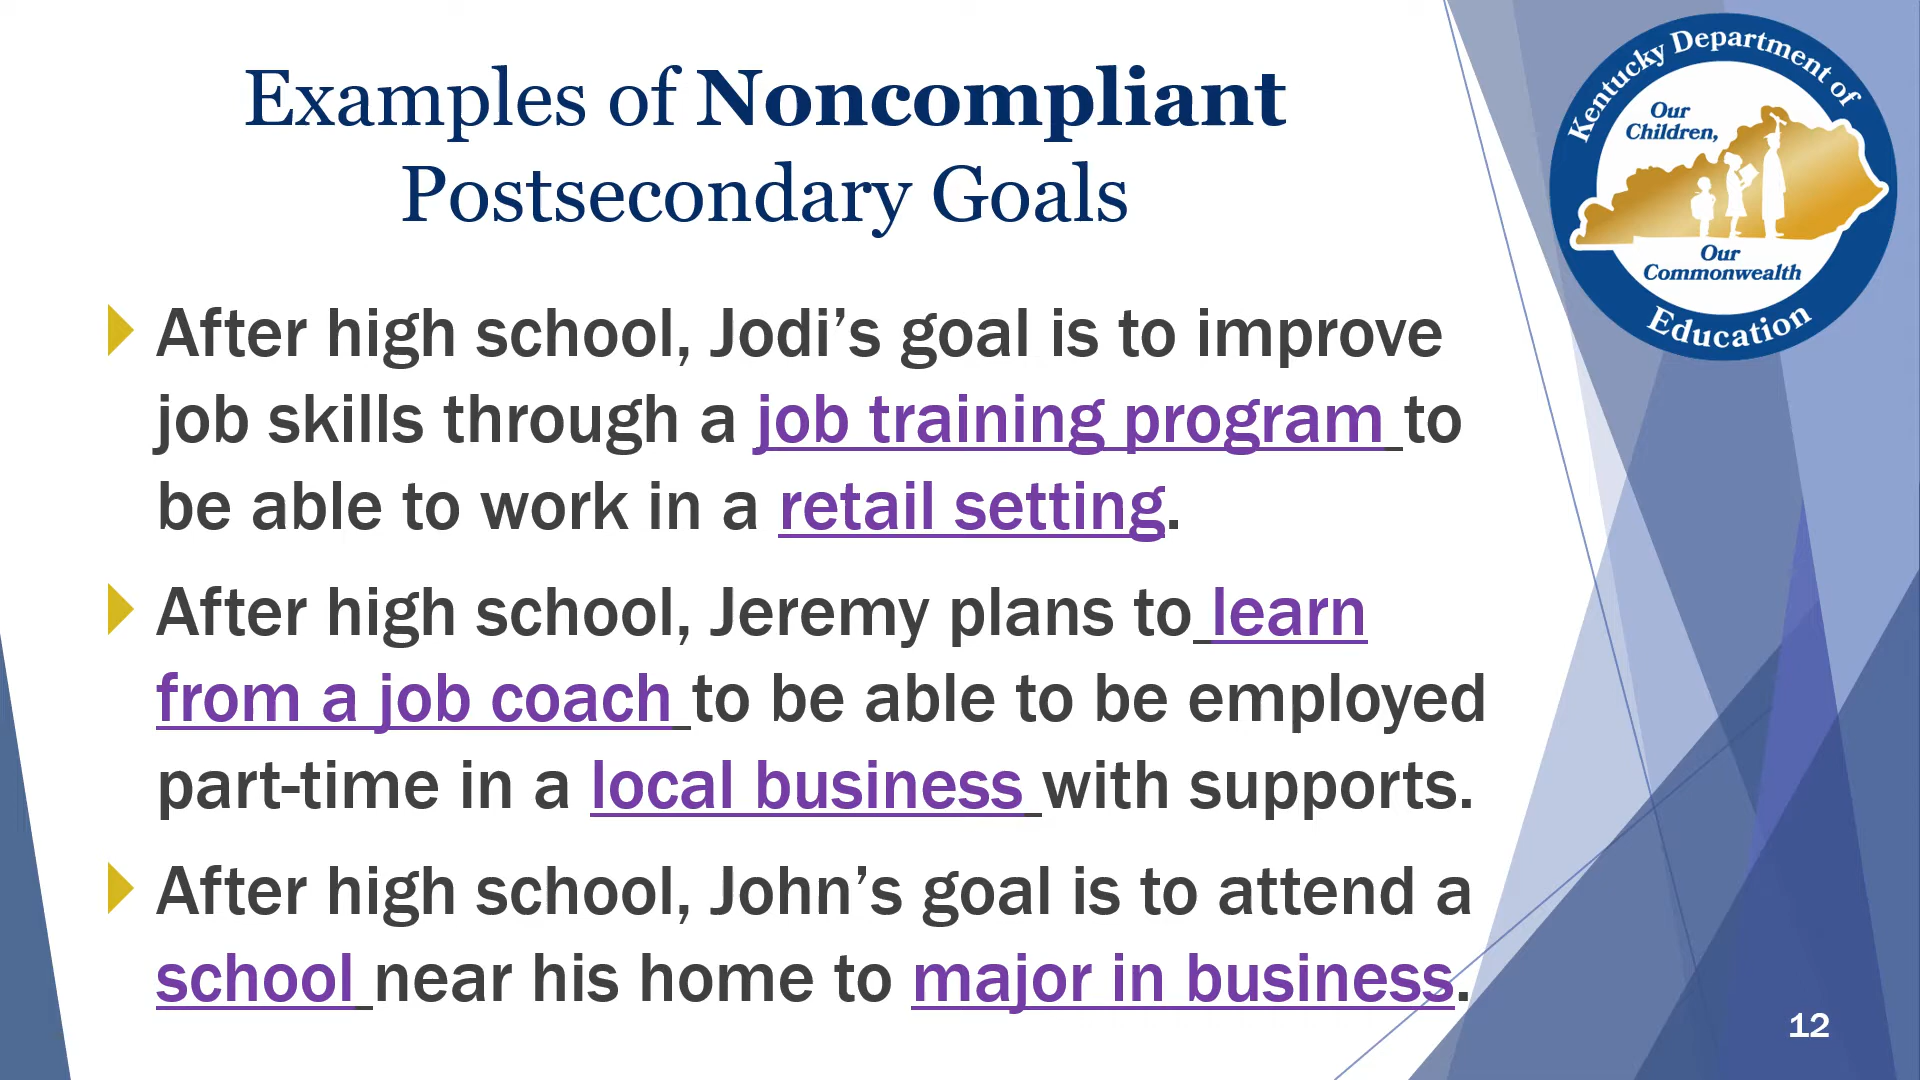 Examples of Noncompliant
Postsecondary Goals
After high school, Jodi’s goal is to improve
job skills through a job training program to
be able to work in a retail setting.
After high school, Jeremy plans to learn
from a job coach to be able to be employed
part-time in a local business with supports.
After high school, John’s goal is to attend a
school near his home to major in business.
Kentucky Department of
Our
Children,
Our
Commonwealth
Education
12